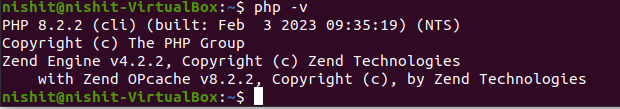 nishit@nishit-VirtualBox:~$ php -v
PHP 8.2.2 (cli) (built: Feb  3 2023 09:35:19) (NTS)
Copyright (c) The PHP Group
Zend Engine v4.2.2, Copyright (c) Zend Technologies
    with Zend OPcache v8.2.2, Copyright (c), by Zend Technologies
nishit@nishit-VirtualBox:~$